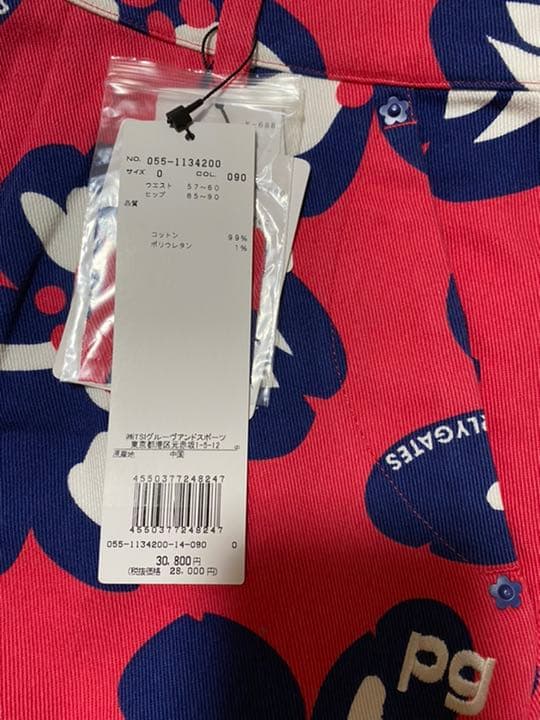 K-688
NO. 055-1134200
サイズ 0 COL. 090
ウエスト 57～60
ヒップ 85～90
品質
コットン 99%
ポリウレタン 1%
㈱TSIグルーヴアンドスポーツ
東京都港区元赤坂1-5-12 g
原産地 中国
4550377248247
4550377248247
055-1134200-14-090 0
30,800円
(税抜価格 28,000円)
RLYGATES
pg